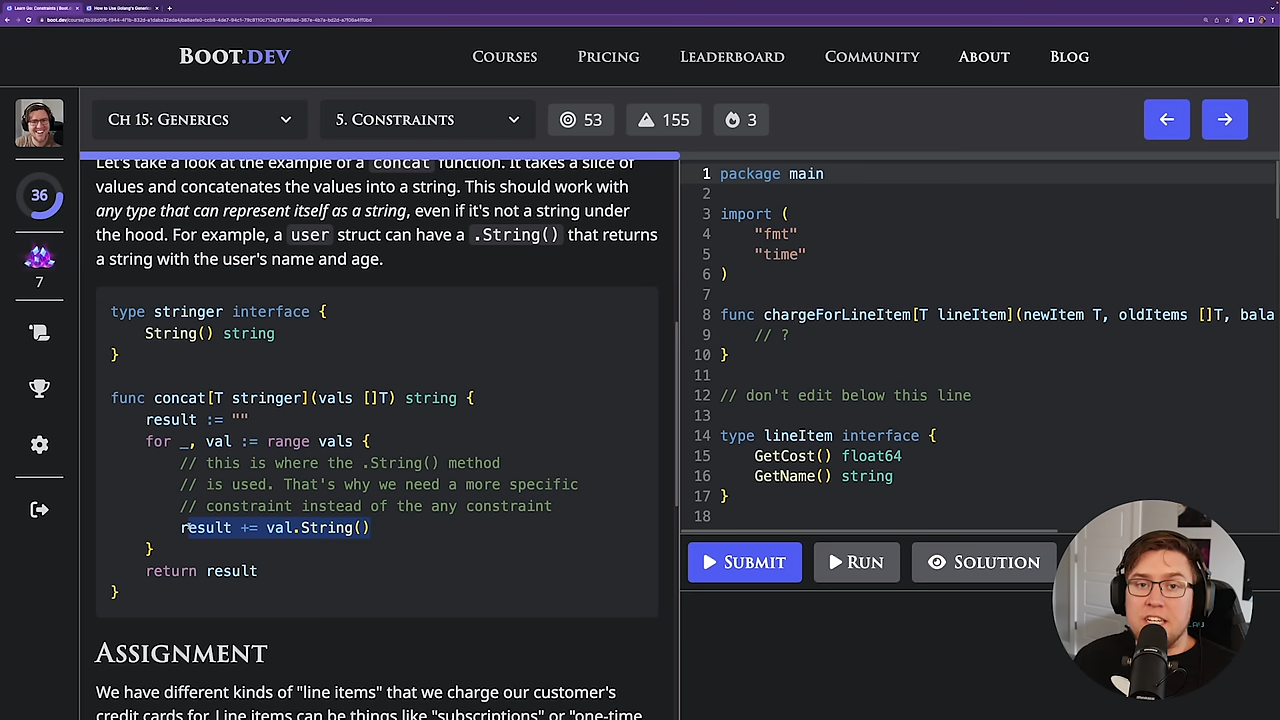 Learn Go: Constraints | Boot.d
How to Use Golang's Generics
BOOT.DEV
COURSES
PRICING
LEADERBOARD
COMMUNITY
ABOUT
BLOG
CH 15: GENERICS
5. CONSTRAINTS
53
155
3
36
7
Let's take a look at the example of a concat function. It takes a slice of
values and concatenates the values into a string. This should work with
any type that can represent itself as a string, even if it's not a string under
the hood. For example, a user struct can have a .String() that returns
a string with the user's name and age.
type stringer interface {
String() string
}
func concat[T stringer](vals []T) string {
result := ""
for _, val := range vals {
// this is where the .String() method
// is used. That's why we need a more specific
// constraint instead of the any constraint
result += val.String()
}
return result
}
ASSIGNMENT
We have different kinds of "line items" that we charge our customer's
credit cards for. Line items can be things like "subscriptions" or "one-time
1 package main
2
3 import (
4 "fmt"
5 "time"
6 )
7
8 func chargeForLineItem[T lineItem](newItem T, oldItems []T, bala
9 // ?
10 }
11
12 // don't edit below this line
13
14 type lineItem interface {
15 GetCost() float64
16 GetName() string
17 }
18
SUBMIT
RUN
SOLUTION